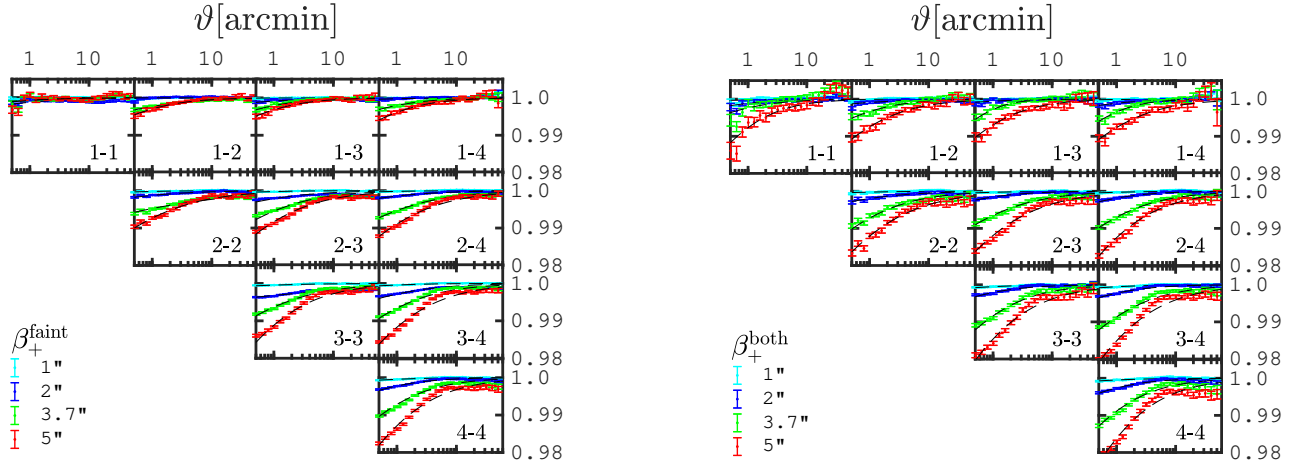 ϑ[arcmin] ϑ[arcmin]
1 10 1 10 1 10 1 10 1 10 1 10 1 10 1 10
1.0 1.0
0.99 0.99
1-1 1-2 1-3 1-4 1-1 1-2 1-3 1-4
0.98 0.98
1.0 1.0
0.99 0.99
2-2 2-3 2-4 2-2 2-3 2-4
0.98 0.98
1.0 1.0
0.99 0.99
3-3 3-4 3-3 3-4
0.98 0.98
β₊^faint β₊^both
1" 1"
1.0 1.0
2" 2"
3.7" 3.7"
0.99 0.99
5" 5"
4-4 4-4
0.98 0.98